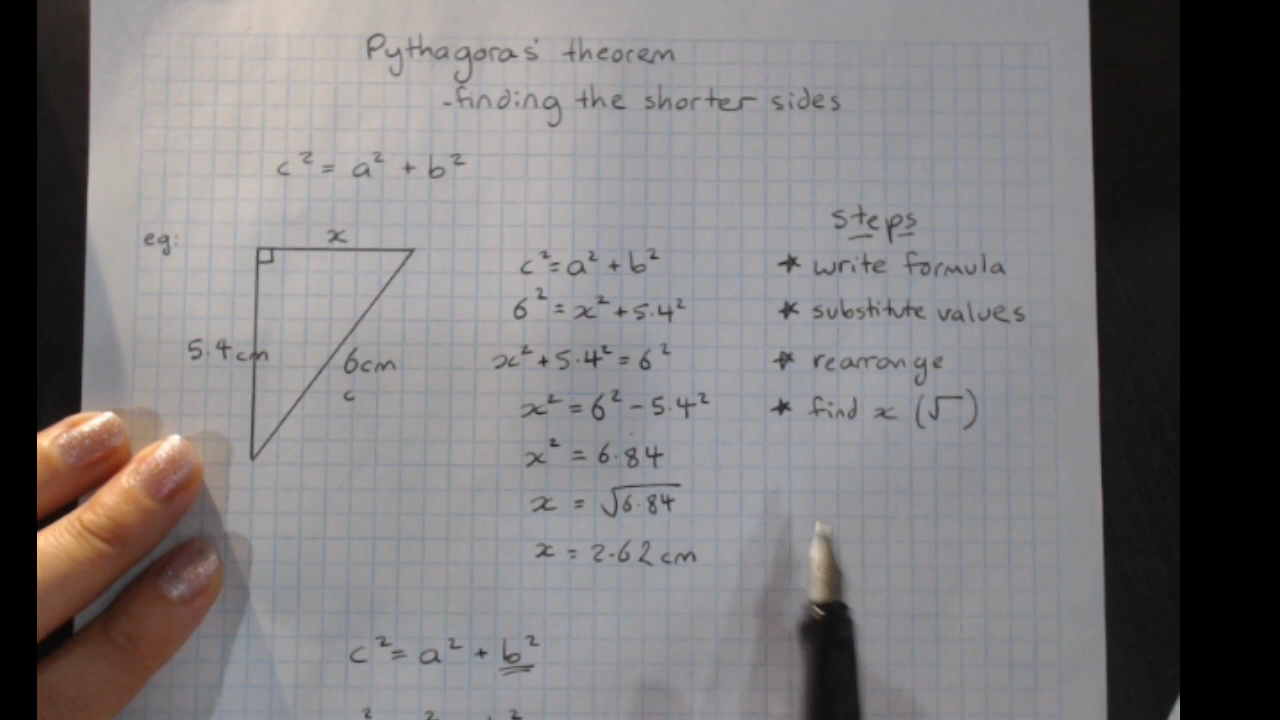 Pythagoras' theorem
-finding the shorter sides
c² = a² + b²
eg:
x
5.4cm
6cm
c
c² = a² + b²
6² = x² + 5.4²
x² + 5.4² = 6²
x² = 6² - 5.4²
x² = 6.84
x = √6.84
x = 2.62 cm
steps
* write formula
* substitute values
* rearrange
* find x (√)
c² = a² + b²